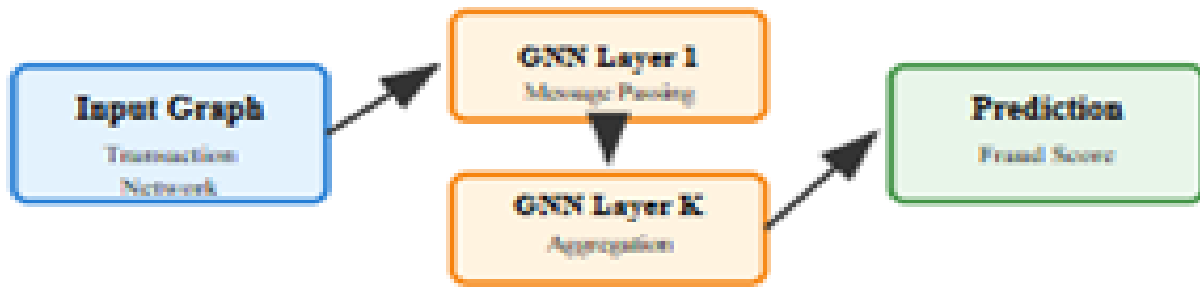 Input Graph
Transaction
Network
GNN Layer 1
Message Passing
GNN Layer K
Aggregation
Prediction
Fraud Score